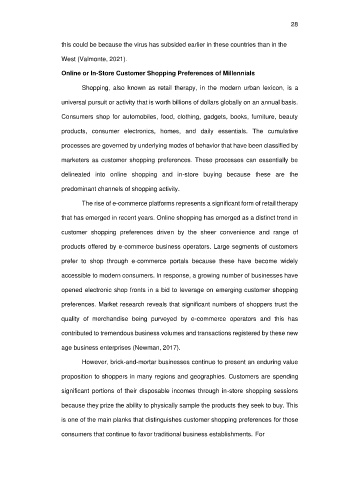 28
this could be because the virus has subsided earlier in these countries than in the
West (Valmonte, 2021).
Online or In-Store Customer Shopping Preferences of Millennials
Shopping, also known as retail therapy, in the modern urban lexicon, is a
universal pursuit or activity that is worth billions of dollars globally on an annual basis.
Consumers shop for automobiles, food, clothing, gadgets, books, furniture, beauty
products, consumer electronics, homes, and daily essentials. The cumulative
processes are governed by underlying modes of behavior that have been classified by
marketers as customer shopping preferences. These processes can essentially be
delineated into online shopping and in-store buying because these are the
predominant channels of shopping activity.
The rise of e-commerce platforms represents a significant form of retail therapy
that has emerged in recent years. Online shopping has emerged as a distinct trend in
customer shopping preferences driven by the sheer convenience and range of
products offered by e-commerce business operators. Large segments of customers
prefer to shop through e-commerce portals because these have become widely
accessible to modern consumers. In response, a growing number of businesses have
opened electronic shop fronts in a bid to leverage on emerging customer shopping
preferences. Market research reveals that significant numbers of shoppers trust the
quality of merchandise being purveyed by e-commerce operators and this has
contributed to tremendous business volumes and transactions registered by these new
age business enterprises (Newman, 2017).
However, brick-and-mortar businesses continue to present an enduring value
proposition to shoppers in many regions and geographies. Customers are spending
significant portions of their disposable incomes through in-store shopping sessions
because they prize the ability to physically sample the products they seek to buy. This
is one of the main planks that distinguishes customer shopping preferences for those
consumers that continue to favor traditional business establishments. For